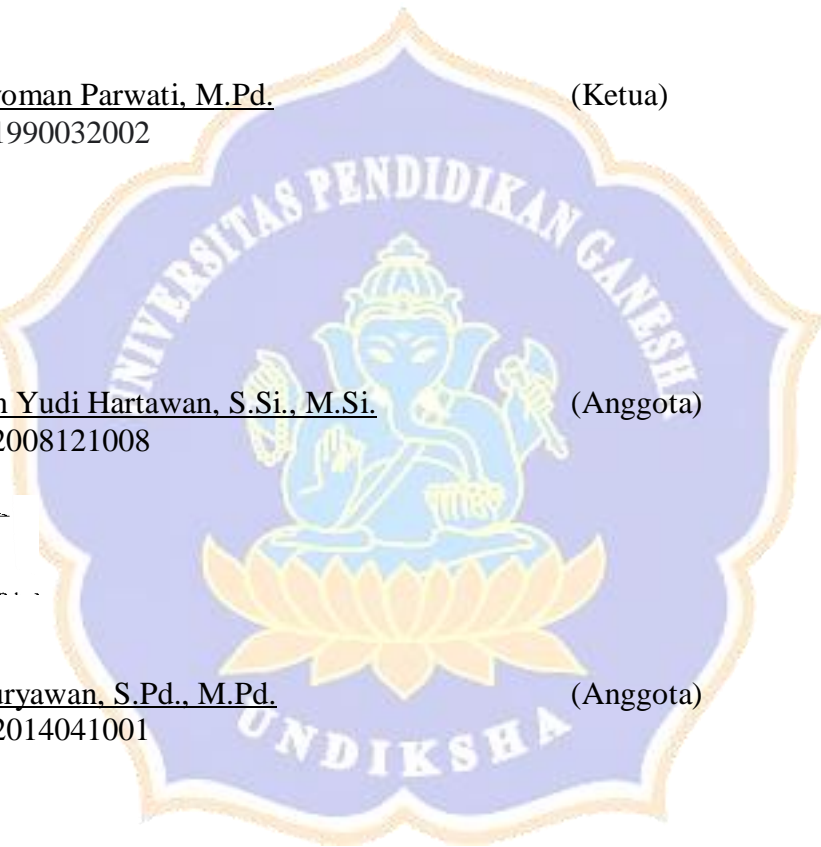 yoman Parwati, M.Pd. (Ketua)
1990032002
UNIVERSITAS PENDIDIKAN GANESHA
n Yudi Hartawan, S.Si., M.Si. (Anggota)
2008121008
uryawan, S.Pd., M.Pd. (Anggota)
2014041001
UNDIKSHA